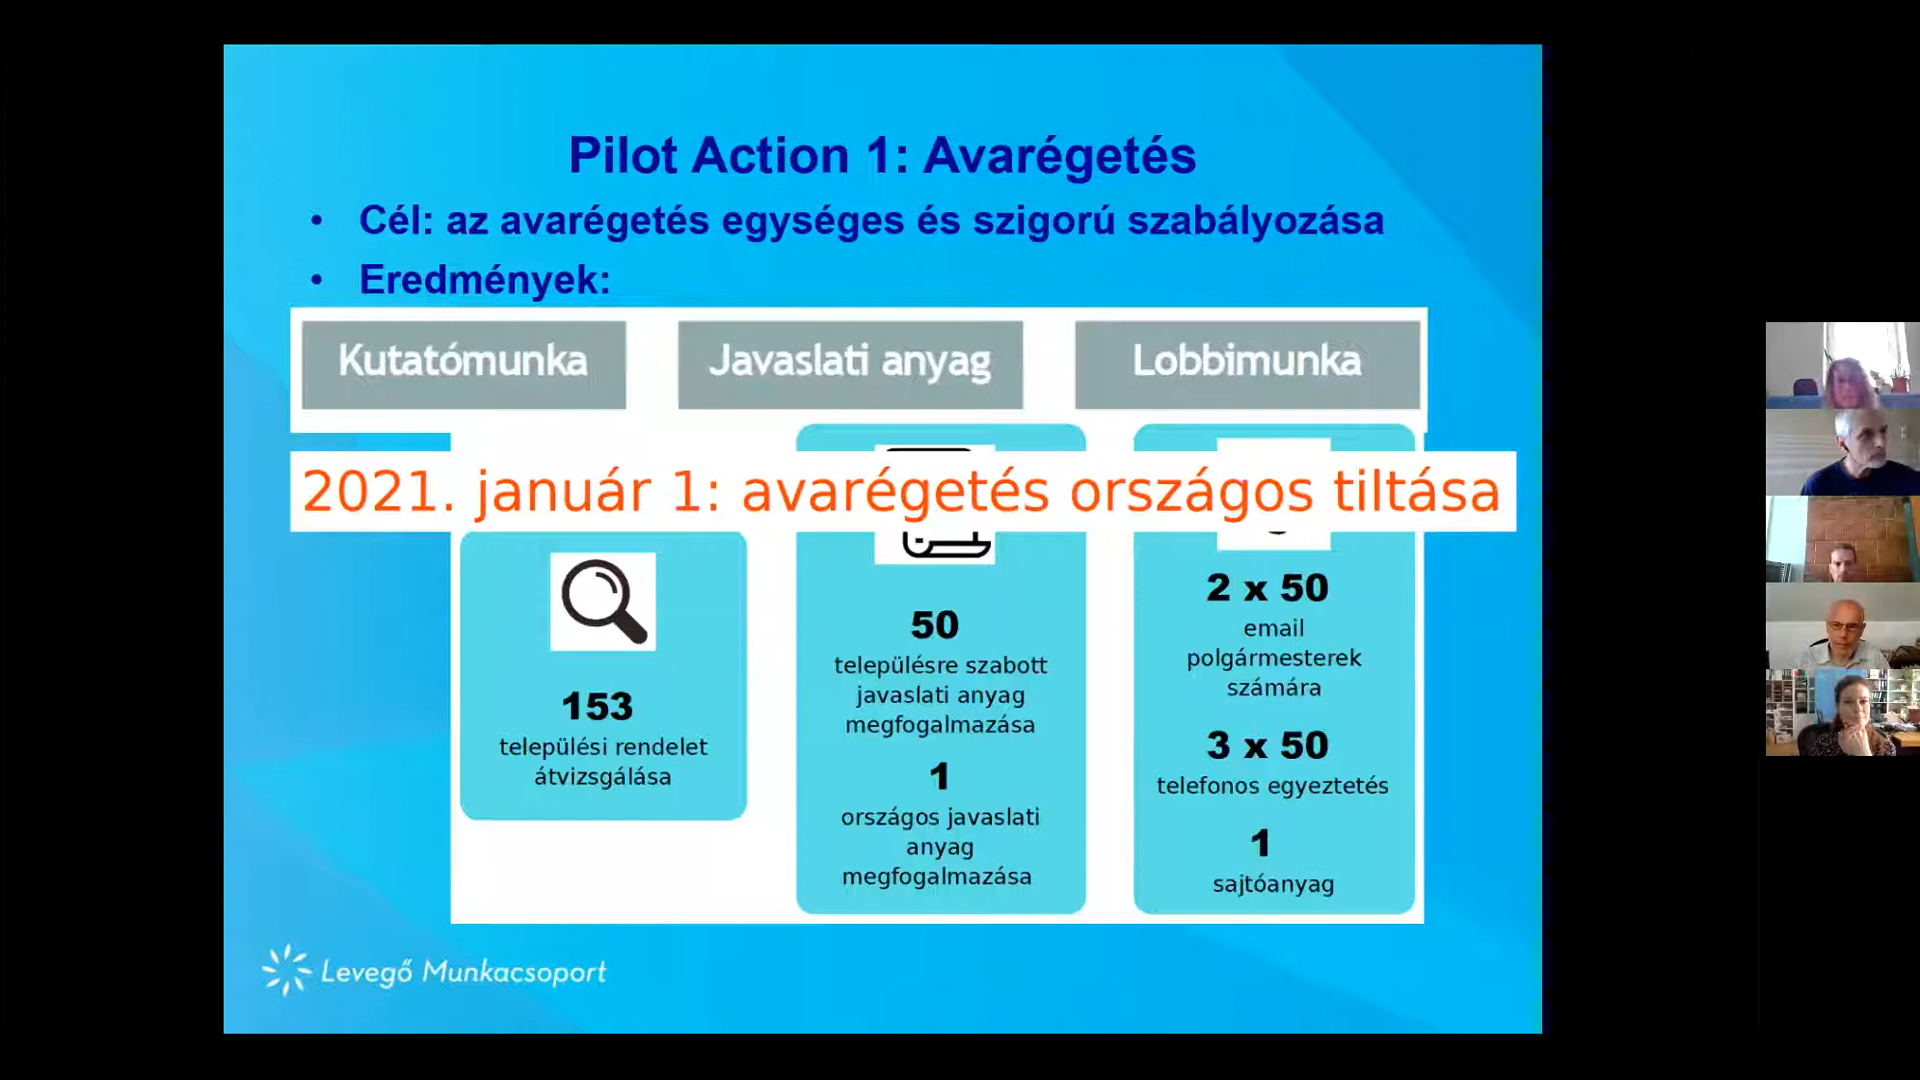 Pilot Action 1: Avarégetés
• Cél: az avarégetés egységes és szigorú szabályozása
• Eredmények:
Kutatómunka
Javaslati anyag
Lobbimunka
2021. január 1: avarégetés országos tiltása
153
települési rendelet
átvizsgálása
50
településre szabott
javaslati anyag
megfogalmazása
1
országos javaslati
anyag
megfogalmazása
2 x 50
email
polgármesterek
számára
3 x 50
telefonos egyeztetés
1
sajtóanyag
Levegő Munkacsoport